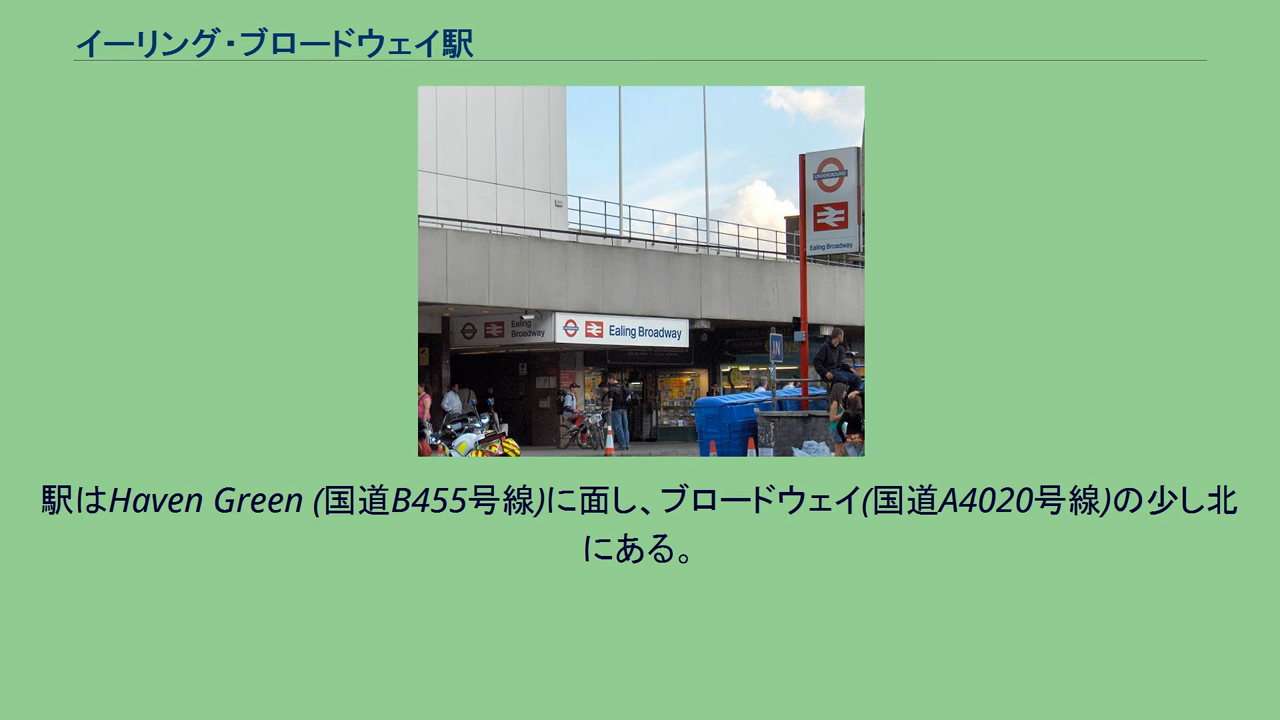 イーリング・ブロードウェイ駅
UNDERGROUND
Ealing Broadway
Ealing
Broadway
Ealing Broadway
IN
駅はHaven Green (国道B455号線)に面し、ブロードウェイ(国道A4020号線)の少し北
にある。